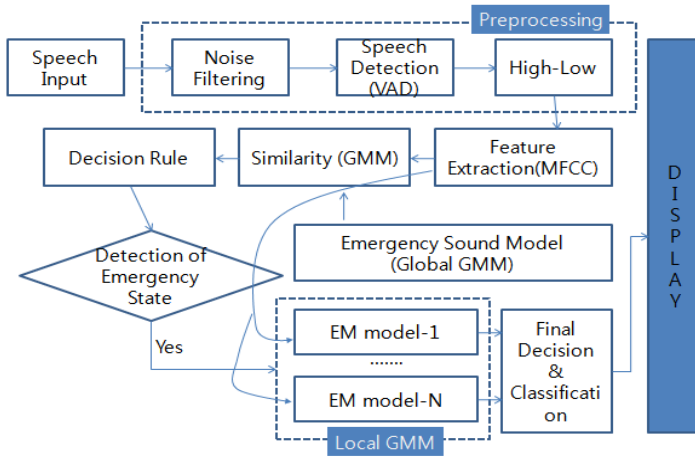 Preprocessing
Speech
Input
Noise
Filtering
Speech
Detection
(VAD)
High-Low
Decision Rule
Similarity (GMM)
Feature
Extraction(MFCC)
Detection of
Emergency
State
Emergency Sound Model
(Global GMM)
Yes
EM model-1
.......
EM model-N
Local GMM
Final
Decision
&
Classificati
on
D
I
S
P
L
A
Y